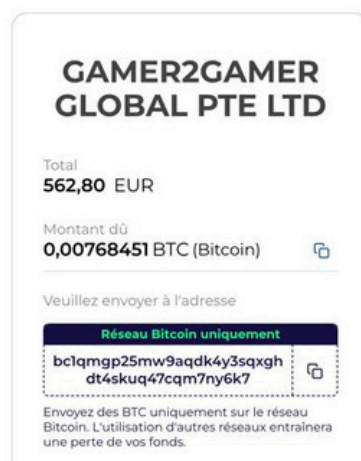 GAMER2GAMER
GLOBAL PTE LTD
Total
562,80 EUR
Montant dû
0,00768451 BTC (Bitcoin)
Veuillez envoyer à l'adresse
Réseau Bitcoin uniquement
bc1qmgp25mw9aqdk4y3sqxgh
dt4skuq47cqm7ny6k7
Envoyez des BTC uniquement sur le réseau
Bitcoin. L'utilisation d'autres réseaux entraînera
une perte de vos fonds.